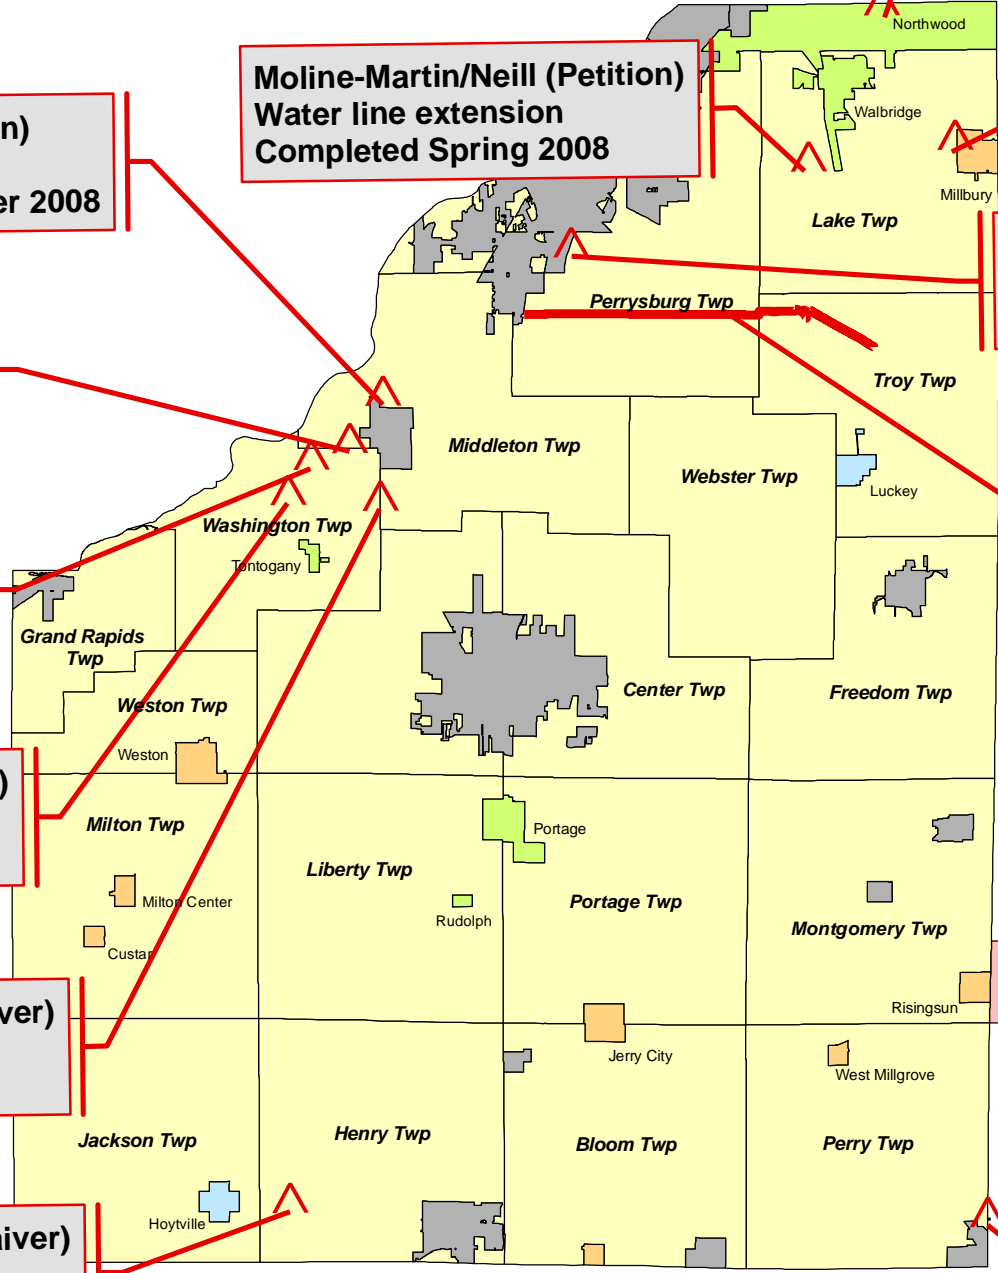 Northwood
Moline-Martin/Neill (Petition)
Water line extension
Completed Spring 2008
Walbridge
n)
er 2008
Millbury
Lake Twp
Perrysburg Twp
Troy Twp
Middleton Twp
Webster Twp
Luckey
Washington Twp
Tontogany
Grand Rapids
Twp
Center Twp
Freedom Twp
Weston Twp
Weston
)
Milton Twp
Portage
Liberty Twp
Milton Center
Portage Twp
Rudolph
Montgomery Twp
Custar
Risingsun
ver)
Jerry City
West Millgrove
Jackson Twp
Henry Twp
Bloom Twp
Perry Twp
Hoytville
aiver)